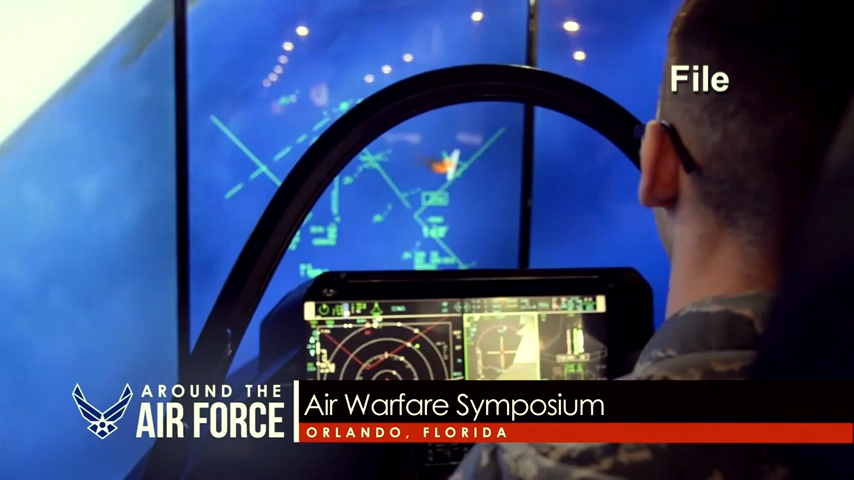 File
AROUND THE
AIR FORCE
Air Warfare Symposium
ORLANDO, FLORIDA